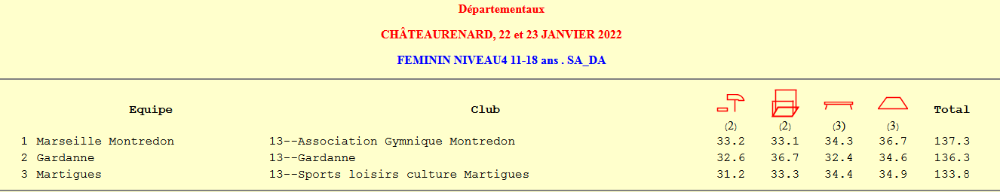 Départementaux
CHÂTEAURENARD, 22 et 23 JANVIER 2022
FEMININ NIVEAU4 11-18 ans . SA_DA
Equipe Club Total
(2) (2) (3) (3)
1 Marseille Montredon 13--Association Gymnique Montredon 33.2 33.1 34.3 36.7 137.3
2 Gardanne 13--Gardanne 32.6 36.7 32.4 34.6 136.3
3 Martigues 13--Sports loisirs culture Martigues 31.2 33.3 34.4 34.9 133.8